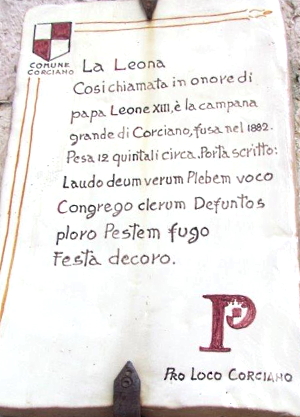 COMUNE
CORCIANO
La Leona
Cosi chiamata in onore di
papa Leone XIII, è la campana
grande di Corciano, fusa nel 1882.
Pesa 12 quintali circa. Porta scritto:
Laudo deum verum Plebem voco
Congrego clerum Defuntos
ploro Pestem fugo
Festà decoro.
P
PRO LOCO CORCIANO